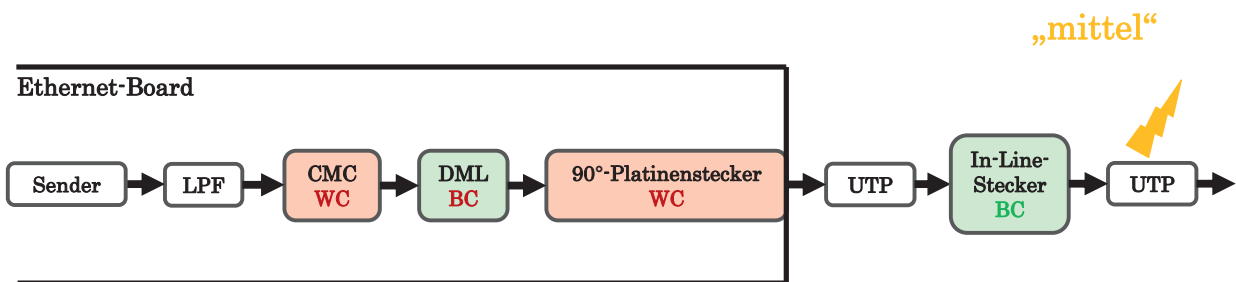 „mittel“
Ethernet-Board
Sender
LPF
CMC
WC
DML
BC
90°-Platinenstecker
WC
UTP
In-Line-
Stecker
BC
UTP